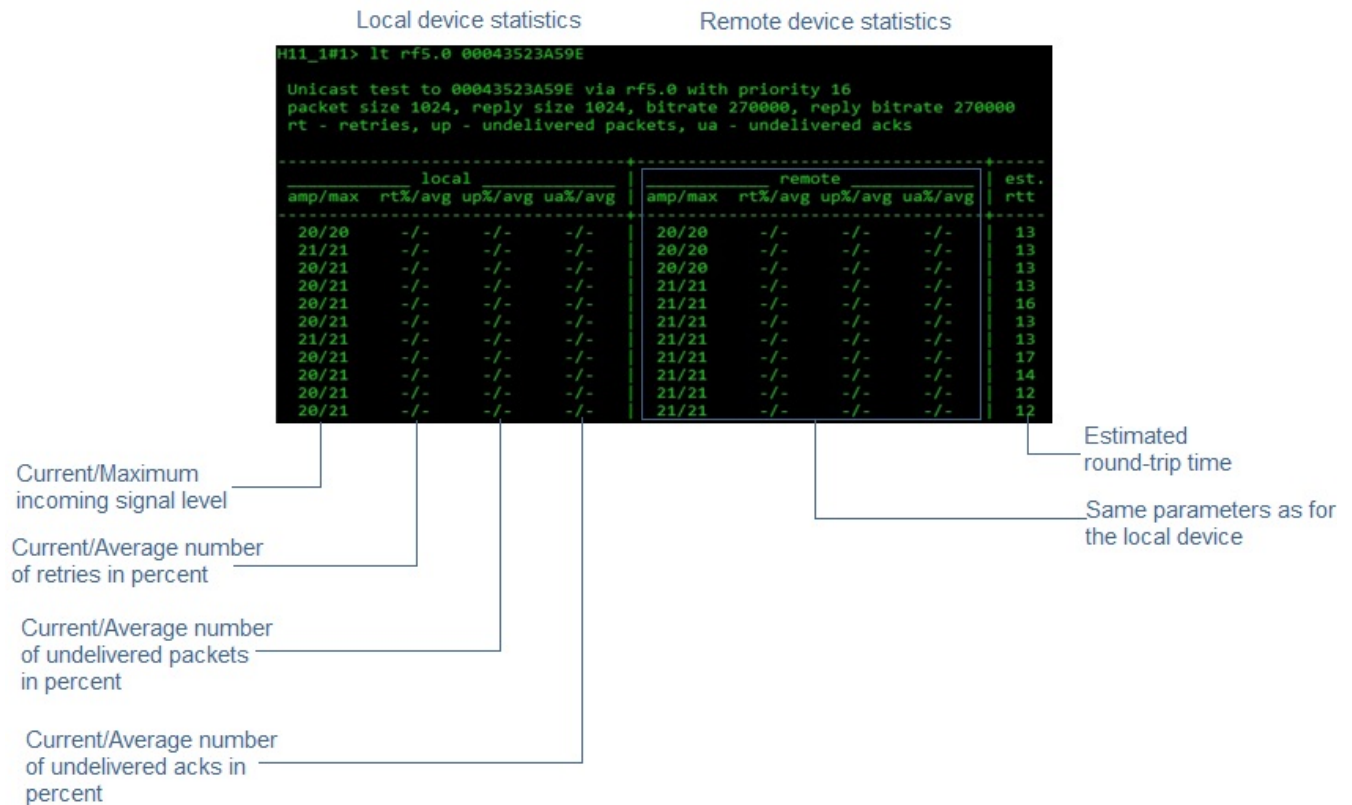 Local device statistics
Remote device statistics
H11_1#1> lt rf5.0 00043523A59E
Unicast test to 00043523A59E via rf5.0 with priority 16
packet size 1024, reply size 1024, bitrate 270000, reply bitrate 270000
rt - retries, up - undelivered packets, ua - undelivered acks
-----------------------------------+-----------------------------------+------
____________ local _____________ | ____________ remote ____________ | est.
amp/max rt%/avg up%/avg ua%/avg | amp/max rt%/avg up%/avg ua%/avg | rtt
-----------------------------------+-----------------------------------+------
20/20 -/- -/- -/- | 20/20 -/- -/- -/- | 13
21/21 -/- -/- -/- | 20/20 -/- -/- -/- | 13
20/21 -/- -/- -/- | 20/20 -/- -/- -/- | 13
20/21 -/- -/- -/- | 21/21 -/- -/- -/- | 13
20/21 -/- -/- -/- | 21/21 -/- -/- -/- | 16
20/21 -/- -/- -/- | 21/21 -/- -/- -/- | 13
21/21 -/- -/- -/- | 21/21 -/- -/- -/- | 13
20/21 -/- -/- -/- | 21/21 -/- -/- -/- | 17
20/21 -/- -/- -/- | 21/21 -/- -/- -/- | 14
20/21 -/- -/- -/- | 21/21 -/- -/- -/- | 12
20/21 -/- -/- -/- | 21/21 -/- -/- -/- | 12
Current/Maximum
incoming signal level
Current/Average number
of retries in percent
Current/Average number
of undelivered packets
in percent
Current/Average number
of undelivered acks in
percent
Estimated
round-trip time
Same parameters as for
the local device